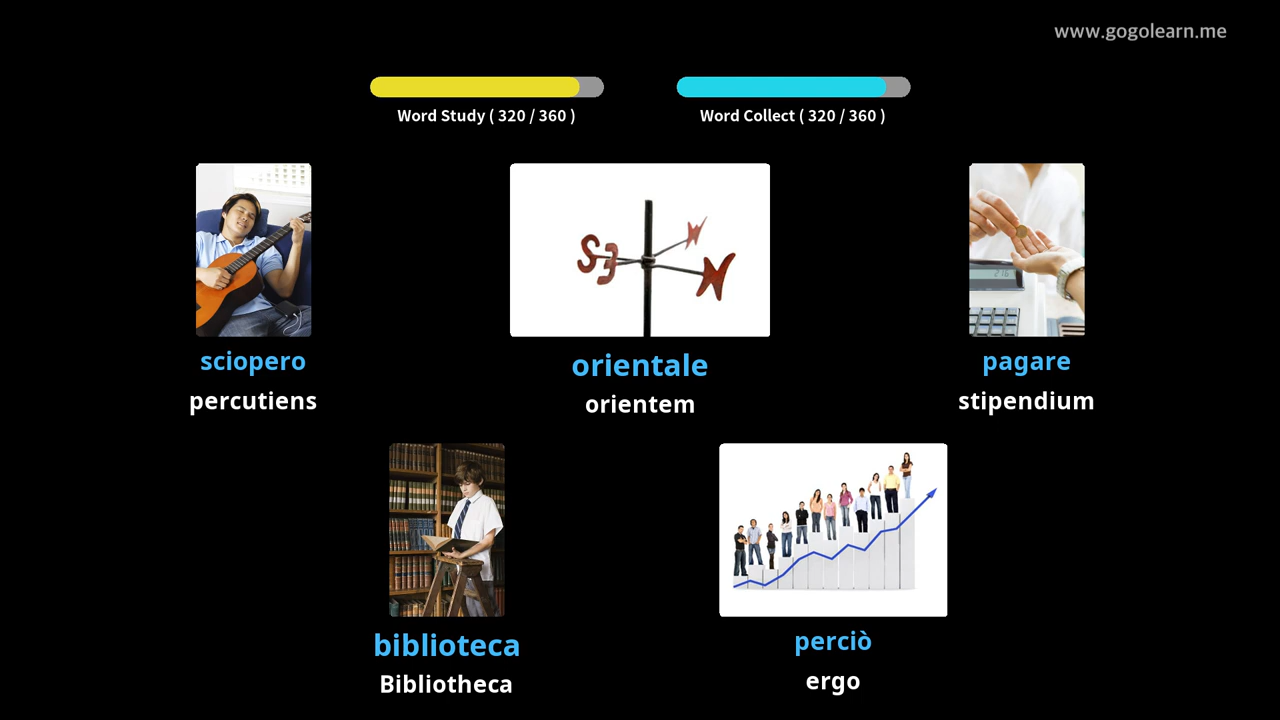 www.gogolearn.me
Word Study ( 320 / 360 )
Word Collect ( 320 / 360 )
sciopero
percutiens
orientale
orientem
pagare
stipendium
biblioteca
Bibliotheca
perciò
ergo